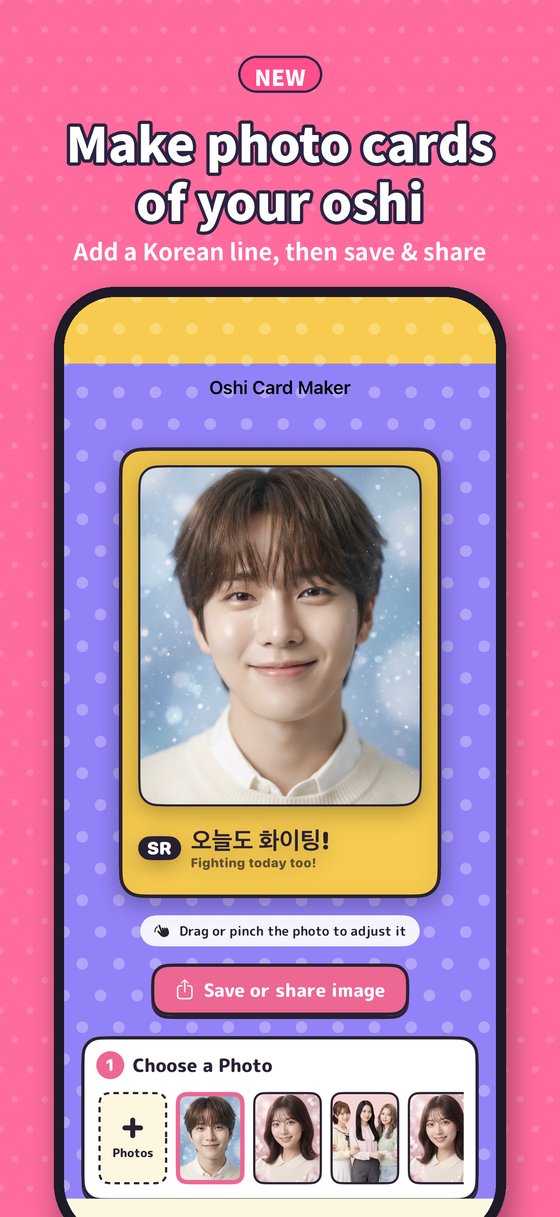 NEW
Make photo cards
of your oshi
Add a Korean line, then save & share
Oshi Card Maker
SR
오늘도 화이팅!
Fighting today too!
Drag or pinch the photo to adjust it
Save or share image
1 Choose a Photo
+
Photos